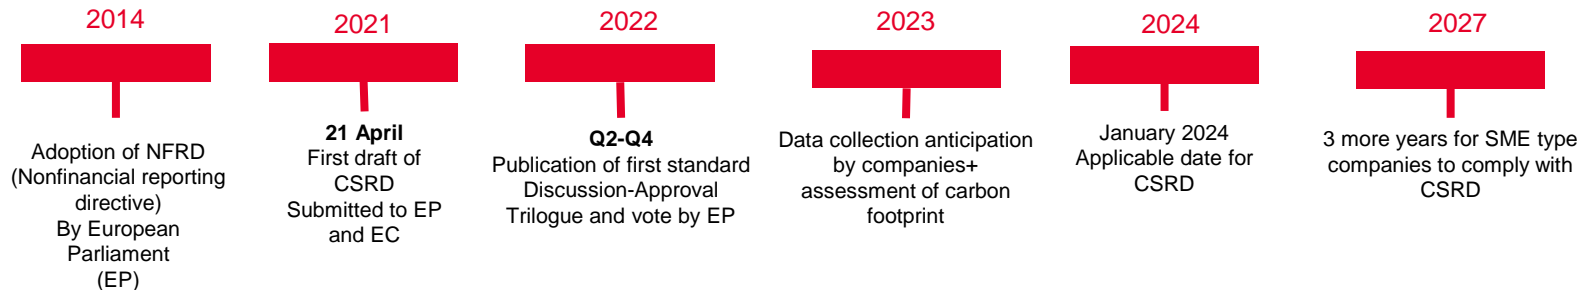 2014
Adoption of NFRD
(Nonfinancial reporting
directive)
By European
Parliament
(EP)
2021
21 April
First draft of
CSRD
Submitted to EP
and EC
2022
Q2-Q4
Publication of first standard
Discussion-Approval
Trilogue and vote by EP
2023
Data collection anticipation
by companies+
assessment of carbon
footprint
2024
January 2024
Applicable date for
CSRD
2027
3 more years for SME type
companies to comply with
CSRD